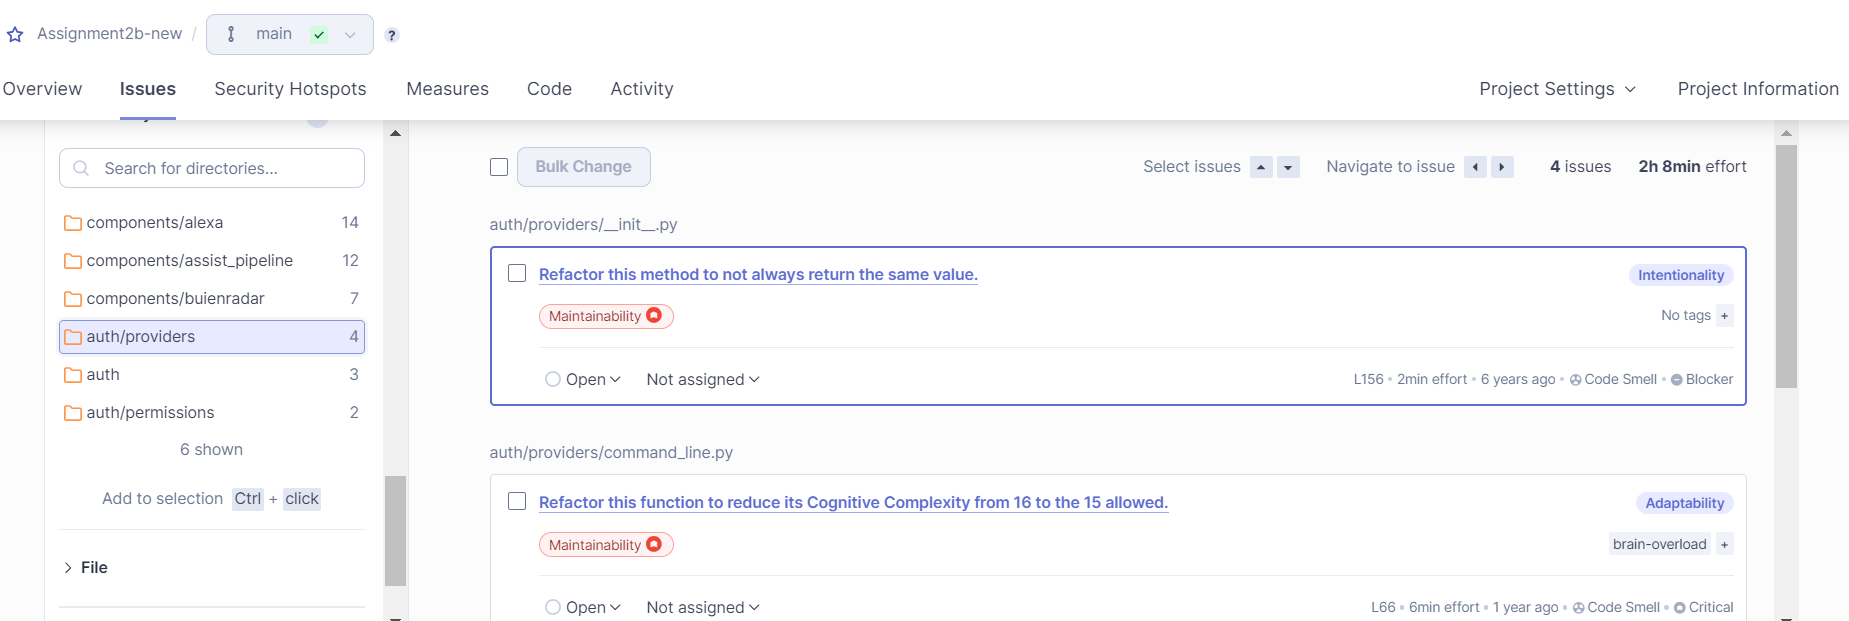 Assignment2b-new / main ?
Overview Issues Security Hotspots Measures Code Activity Project Settings Project Information
Search for directories...
components/alexa 14
components/assist_pipeline 12
components/buienradar 7
auth/providers 4
auth 3
auth/permissions 2
6 shown
Add to selection Ctrl + click
File
Bulk Change Select issues Navigate to issue 4 issues 2h 8min effort
auth/providers/__init__.py
Refactor this method to not always return the same value. Intentionality
Maintainability No tags +
Open Not assigned L156 • 2min effort • 6 years ago • Code Smell • Blocker
auth/providers/command_line.py
Refactor this function to reduce its Cognitive Complexity from 16 to the 15 allowed. Adaptability
Maintainability brain-overload +
Open Not assigned L66 • 6min effort • 1 year ago • Code Smell • Critical